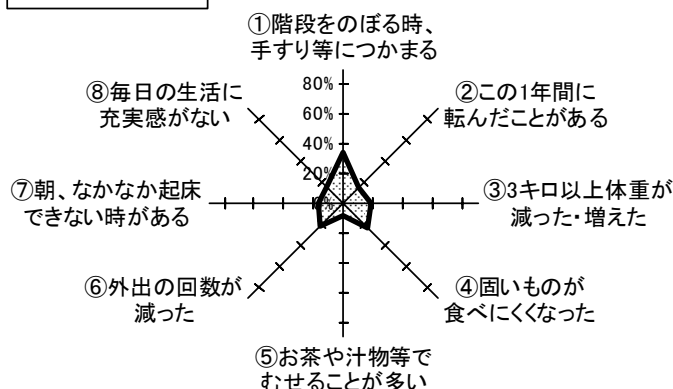 ①階段をのぼる時、
手すり等につかまる
80%
60%
40%
20%
%
②この1年間に
転んだことがある
③3キロ以上体重が
減った・増えた
④固いものが
食べにくくなった
⑤お茶や汁物等で
むせることが多い
⑥外出の回数が
減った
⑦朝、なかなか起床
できない時がある
⑧毎日の生活に
充実感がない